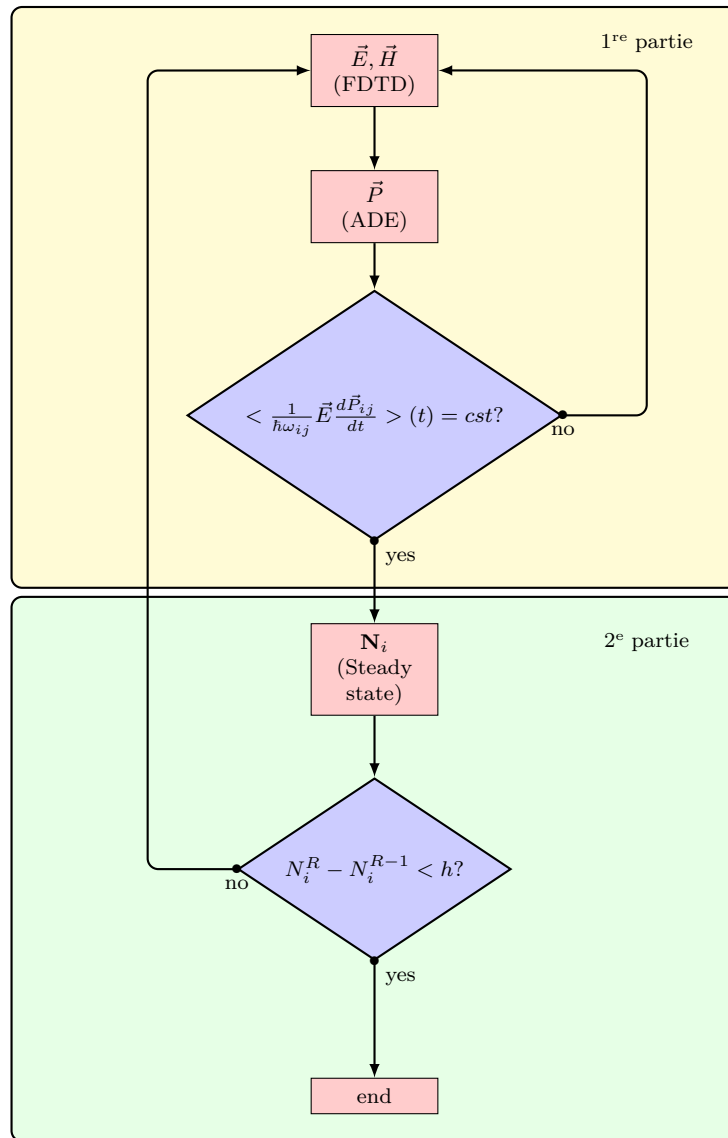 1re partie
E⃗, H⃗
(FDTD)
P⃗
(ADE)
< 1/ħω_ij E⃗ dP⃗_ij/dt > (t) = cst?
no
yes
2e partie
N_i
(Steady
state)
N_i^R − N_i^{R−1} < h?
no
yes
end